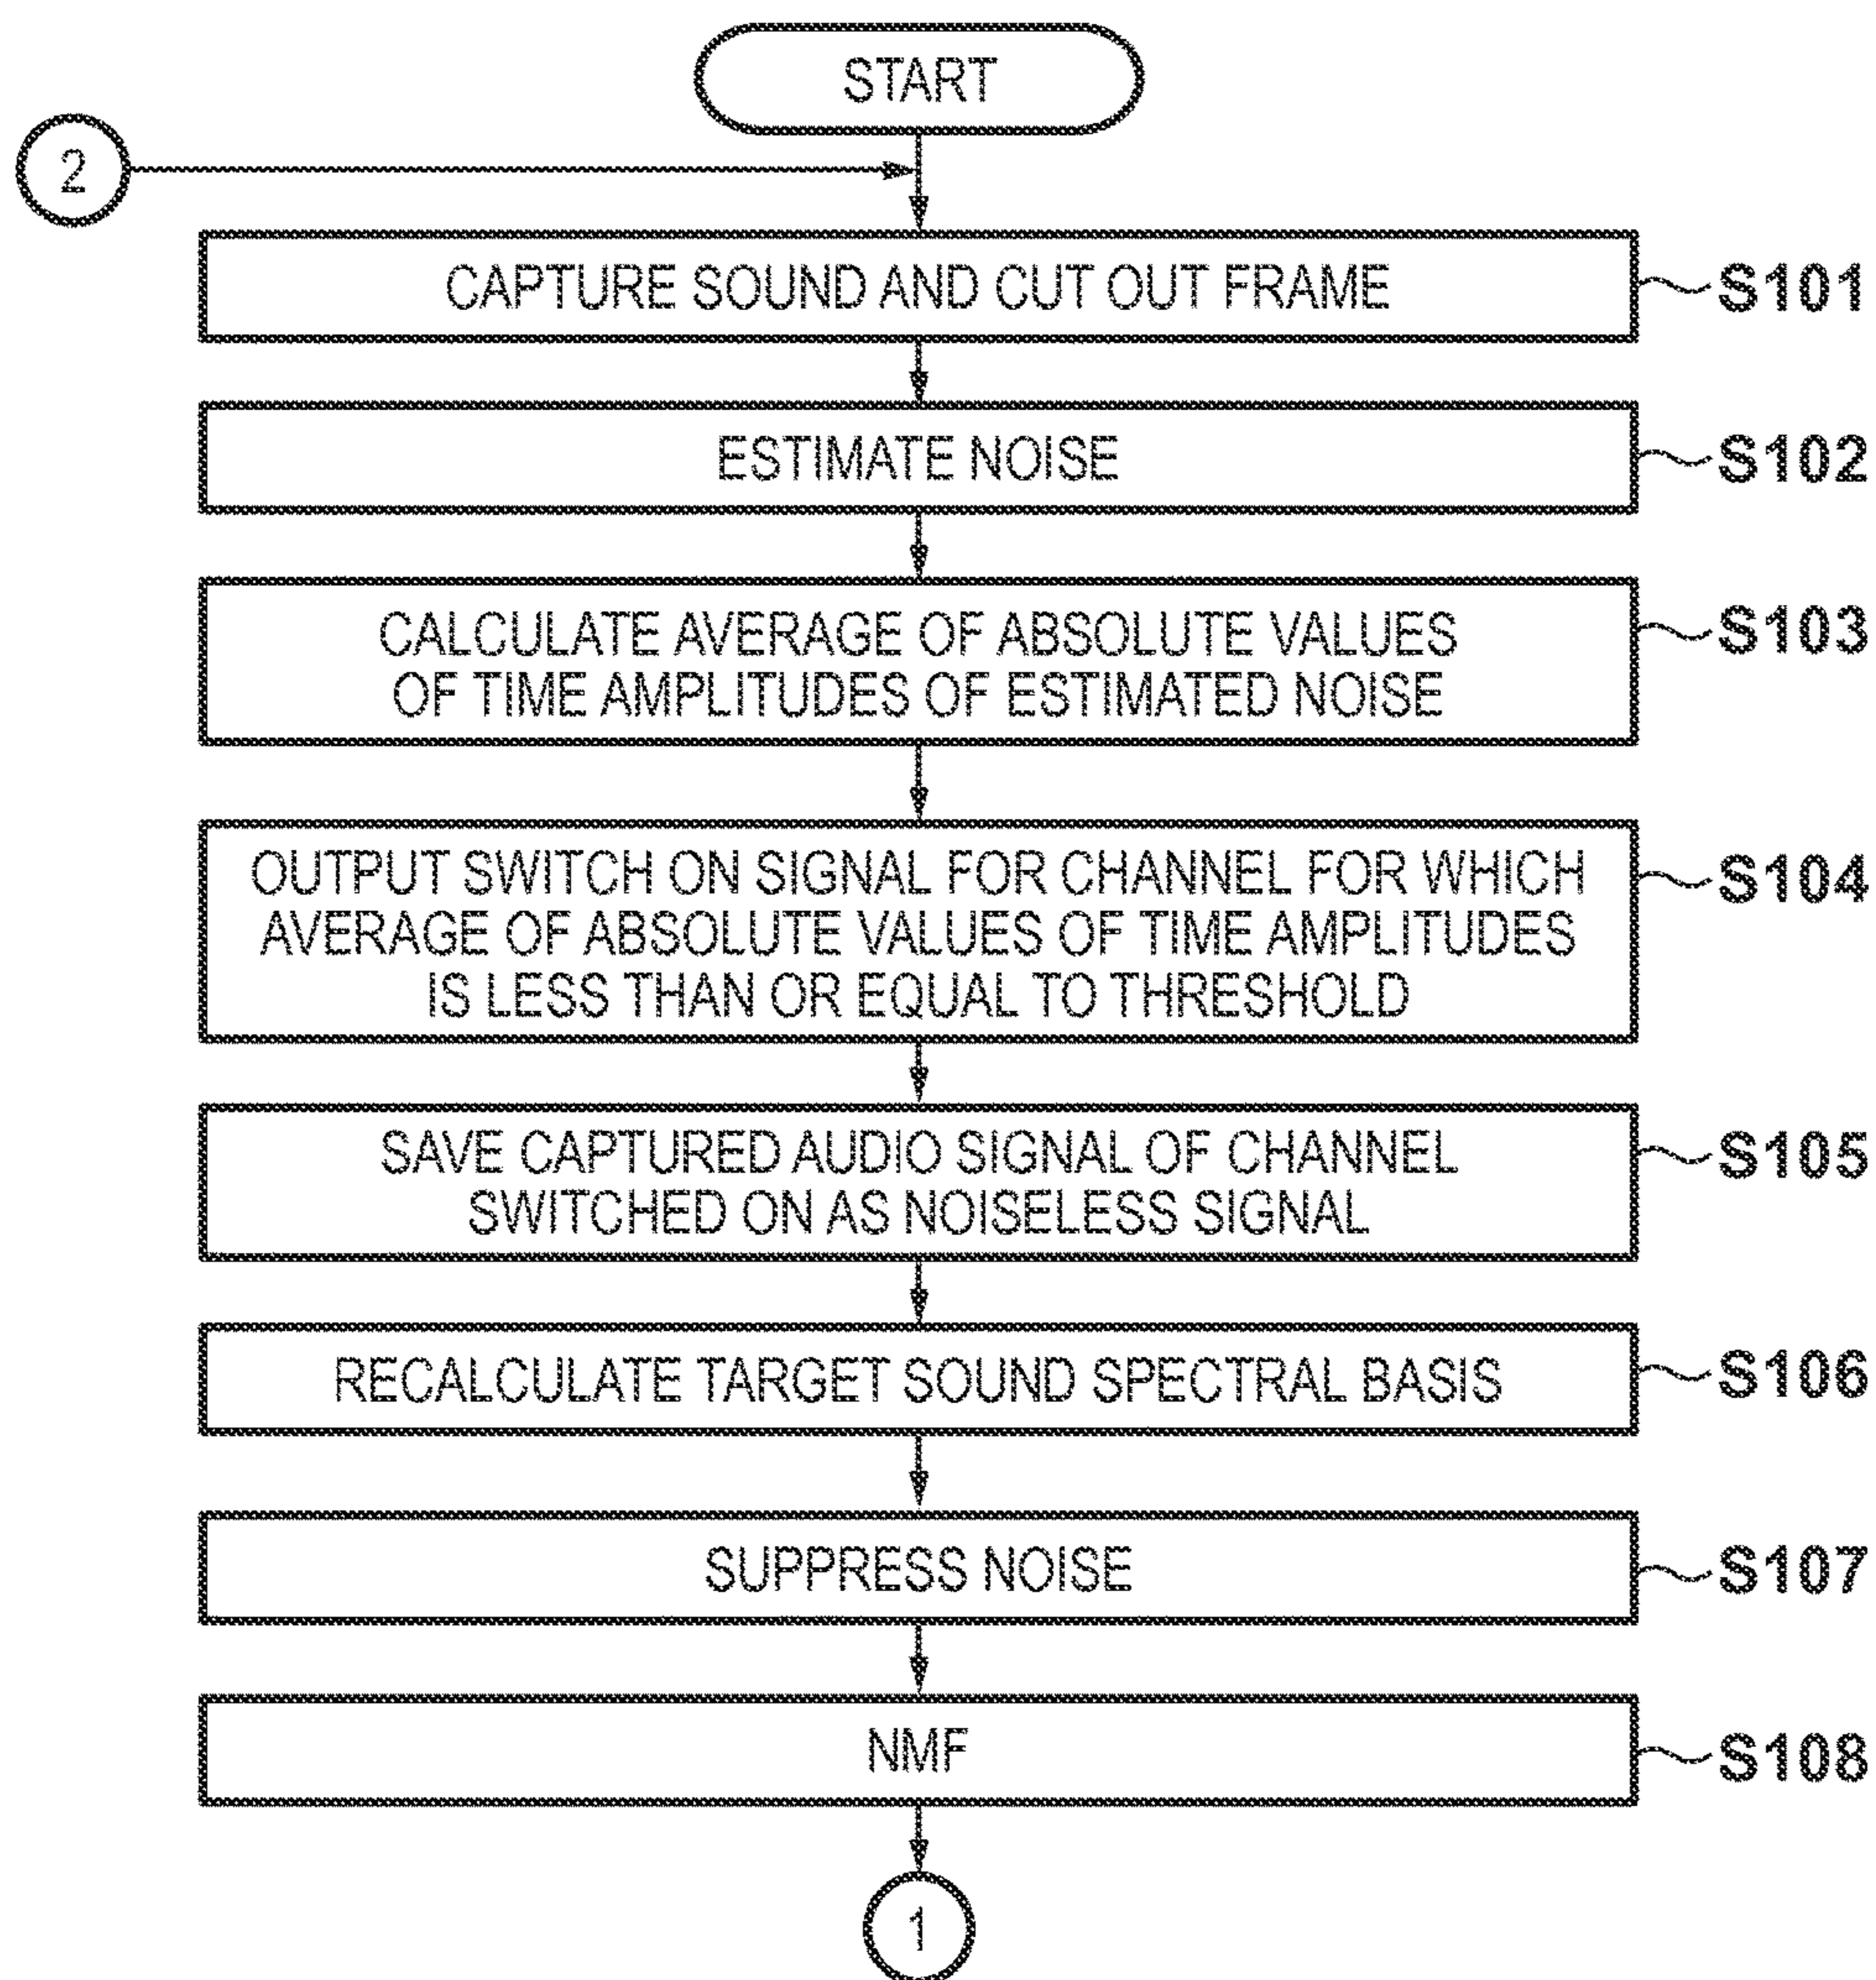 START
2
CAPTURE SOUND AND CUT OUT FRAME
S101
ESTIMATE NOISE
S102
CALCULATE AVERAGE OF ABSOLUTE VALUES
OF TIME AMPLITUDES OF ESTIMATED NOISE
S103
OUTPUT SWITCH ON SIGNAL FOR CHANNEL FOR WHICH
AVERAGE OF ABSOLUTE VALUES OF TIME AMPLITUDES
IS LESS THAN OR EQUAL TO THRESHOLD
S104
SAVE CAPTURED AUDIO SIGNAL OF CHANNEL
SWITCHED ON AS NOISELESS SIGNAL
S105
RECALCULATE TARGET SOUND SPECTRAL BASIS
S106
SUPPRESS NOISE
S107
NMF
S108
1